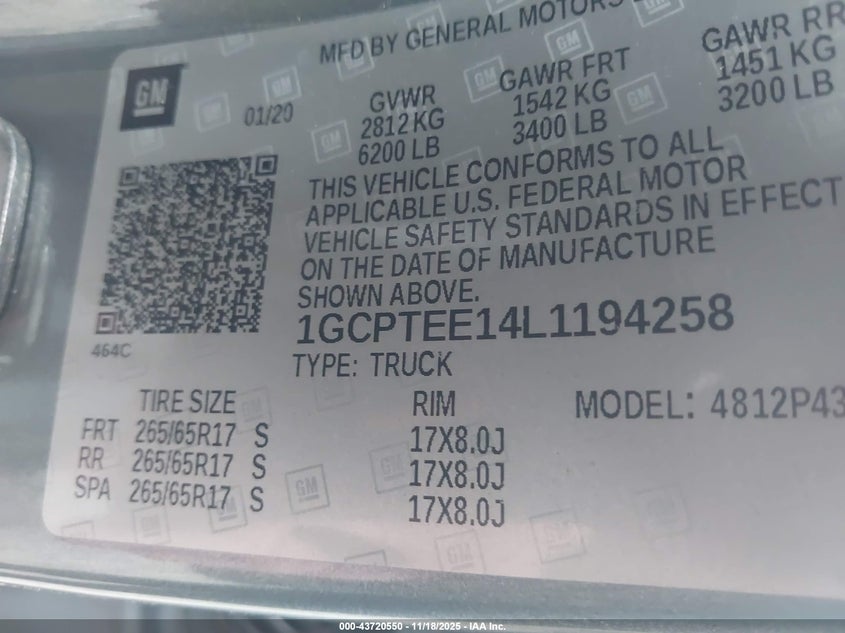 MFD BY GENERAL MOTORS
GM
01/20
GVWR
2812 KG
6200 LB
GAWR FRT
1542 KG
3400 LB
GAWR RR
1451 KG
3200 LB
THIS VEHICLE CONFORMS TO ALL
APPLICABLE U.S. FEDERAL MOTOR
VEHICLE SAFETY STANDARDS IN EFFECT
ON THE DATE OF MANUFACTURE
SHOWN ABOVE.
1GCPTEE14L1194258
464C
TYPE: TRUCK
TIRE SIZE RIM MODEL: 4812P43
FRT 265/65R17 S 17X8.0J
RR 265/65R17 S 17X8.0J
SPA 265/65R17 S 17X8.0J
000-43720550 - 11/18/2025 - IAA Inc.